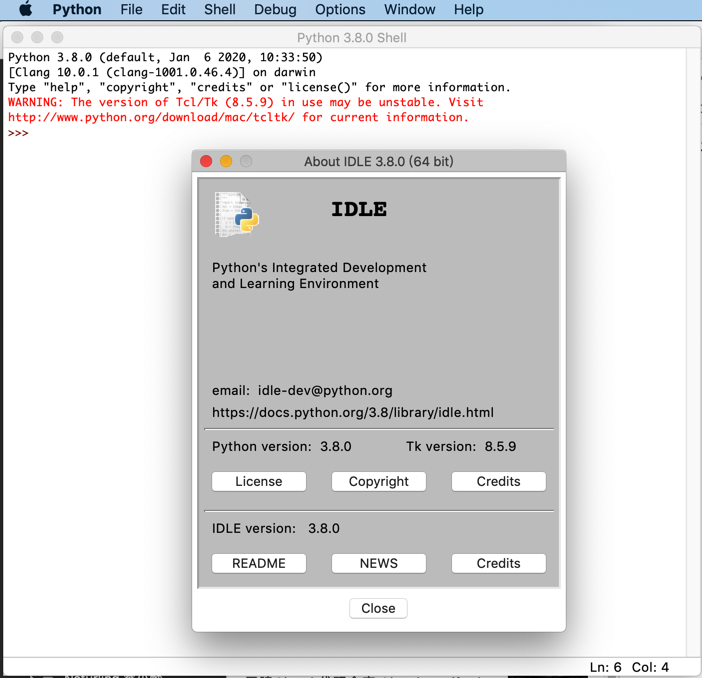 Python File Edit Shell Debug Options Window Help
Python 3.8.0 Shell
Python 3.8.0 (default, Jan  6 2020, 10:33:50)
[Clang 10.0.1 (clang-1001.0.46.4)] on darwin
Type "help", "copyright", "credits" or "license()" for more information.
WARNING: The version of Tcl/Tk (8.5.9) in use may be unstable. Visit
http://www.python.org/download/mac/tcltk/ for current information.
>>>
About IDLE 3.8.0 (64 bit)
IDLE
Python's Integrated Development
and Learning Environment
email:  idle-dev@python.org
https://docs.python.org/3.8/library/idle.html
Python version:  3.8.0 Tk version:  8.5.9
License Copyright Credits
IDLE version:   3.8.0
README NEWS Credits
Close
Ln: 6  Col: 4